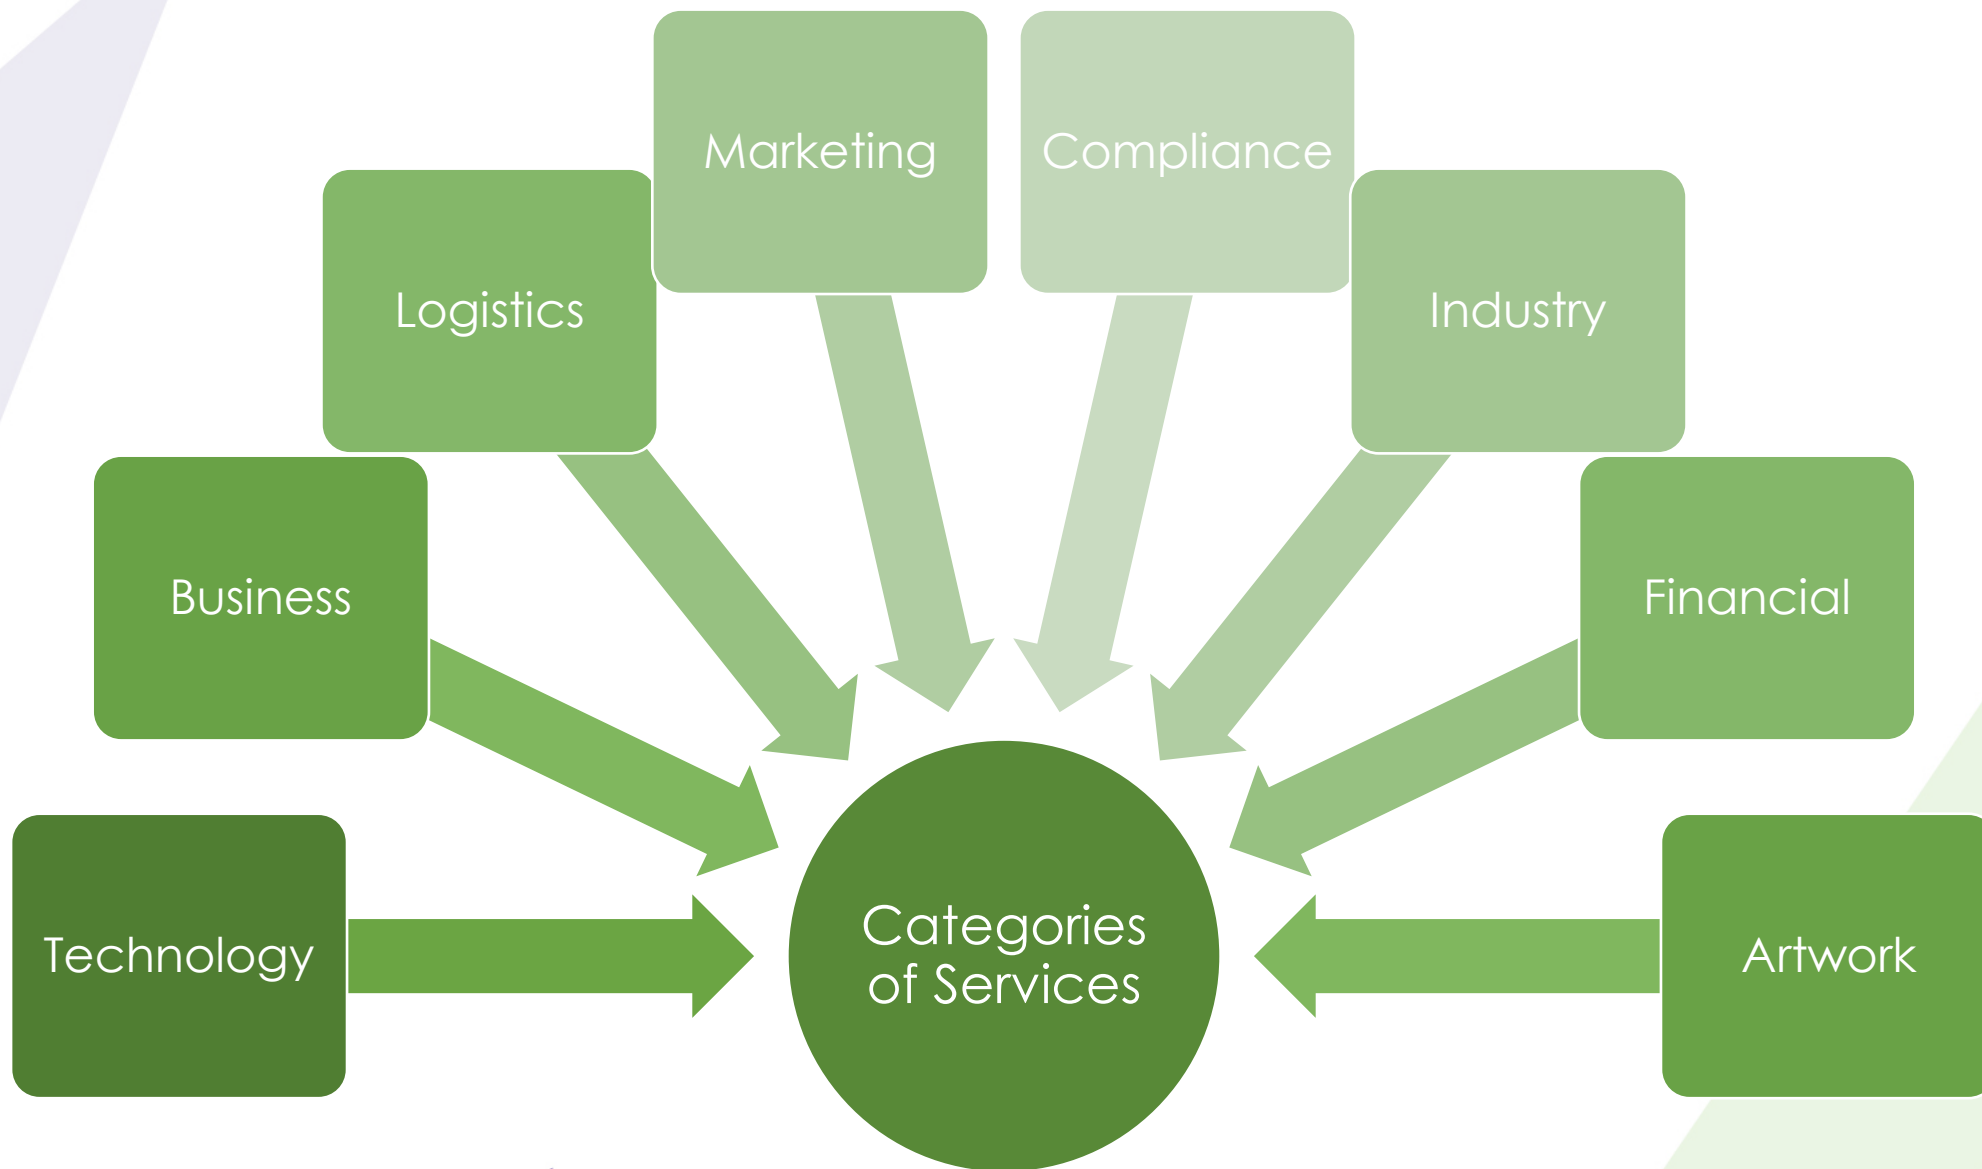 Marketing
Compliance
Logistics
Industry
Business
Financial
Technology
Categories
of Services
Artwork